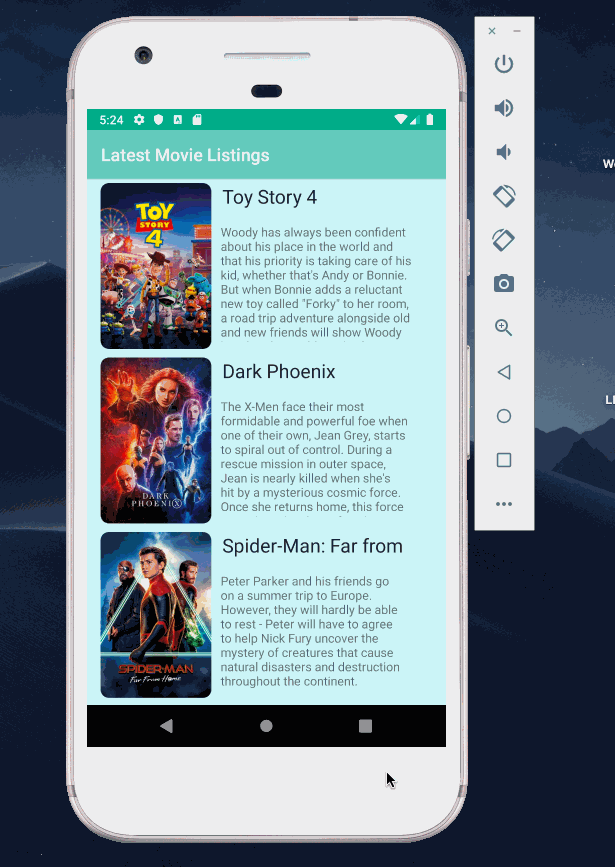 5:24
Latest Movie Listings
TOY
STORY
4
Toy Story 4
Woody has always been confident
about his place in the world and
that his priority is taking care of his
kid, whether that's Andy or Bonnie.
But when Bonnie adds a reluctant
new toy called "Forky" to her room,
a road trip adventure alongside old
and new friends will show Woody
DARK
PHOENIX
Dark Phoenix
The X-Men face their most
formidable and powerful foe when
one of their own, Jean Grey, starts
to spiral out of control. During a
rescue mission in outer space,
Jean is nearly killed when she's
hit by a mysterious cosmic force.
Once she returns home, this force
SPIDER-MAN
Far From Home
Spider-Man: Far from
Peter Parker and his friends go
on a summer trip to Europe.
However, they will hardly be able
to rest - Peter will have to agree
to help Nick Fury uncover the
mystery of creatures that cause
natural disasters and destruction
throughout the continent.